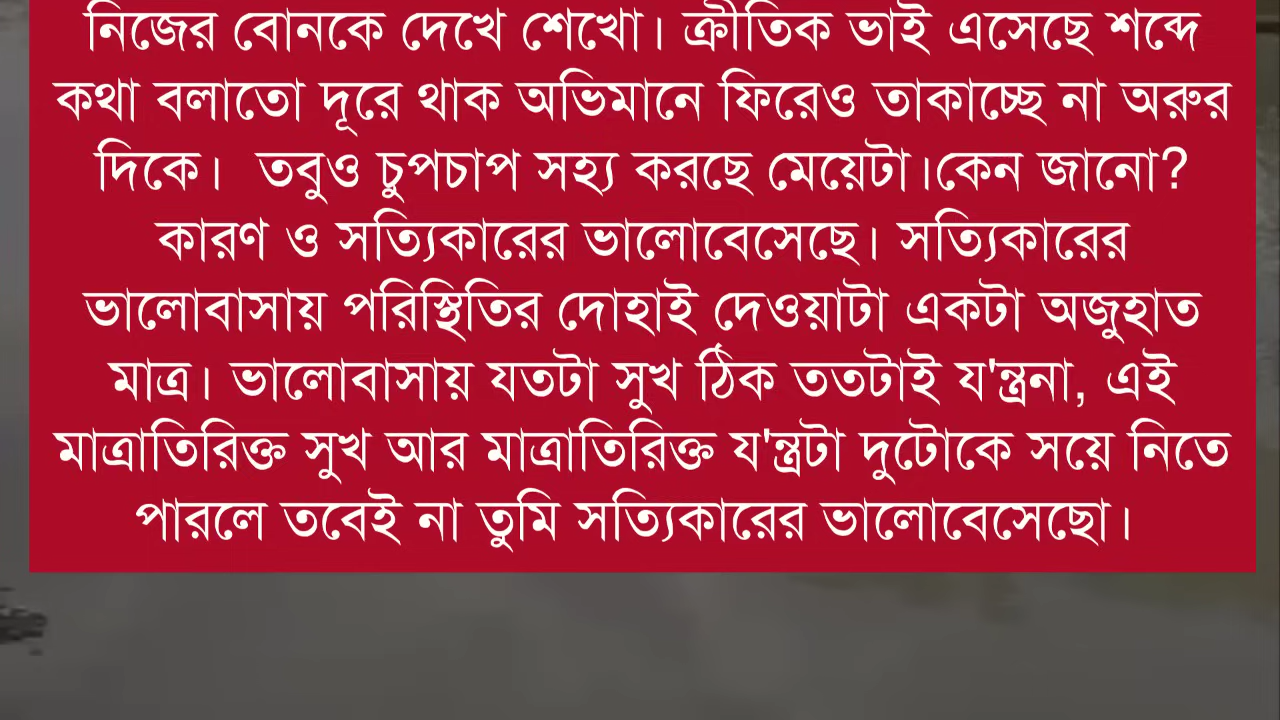 নিজের বোনকে দেখে শেখো। ক্রীতিক ভাই এসেছে শব্দে
কথা বলাতো দূরে থাক অভিমানে ফিরেও তাকাচ্ছে না অরুর
দিকে।  তবুও চুপচাপ সহ্য করছে মেয়েটা।কেন জানো?
কারণ ও সত্যিকারের ভালোবেসেছে। সত্যিকারের
ভালোবাসায় পরিস্থিতির দোহাই দেওয়াটা একটা অজুহাত
মাত্র। ভালোবাসায় যতটা সুখ ঠিক ততটাই য'ন্ত্রনা, এই
মাত্রাতিরিক্ত সুখ আর মাত্রাতিরিক্ত য'ন্ত্রটা দুটোকে সয়ে নিতে
পারলে তবেই না তুমি সত্যিকারের ভালোবেসেছো।